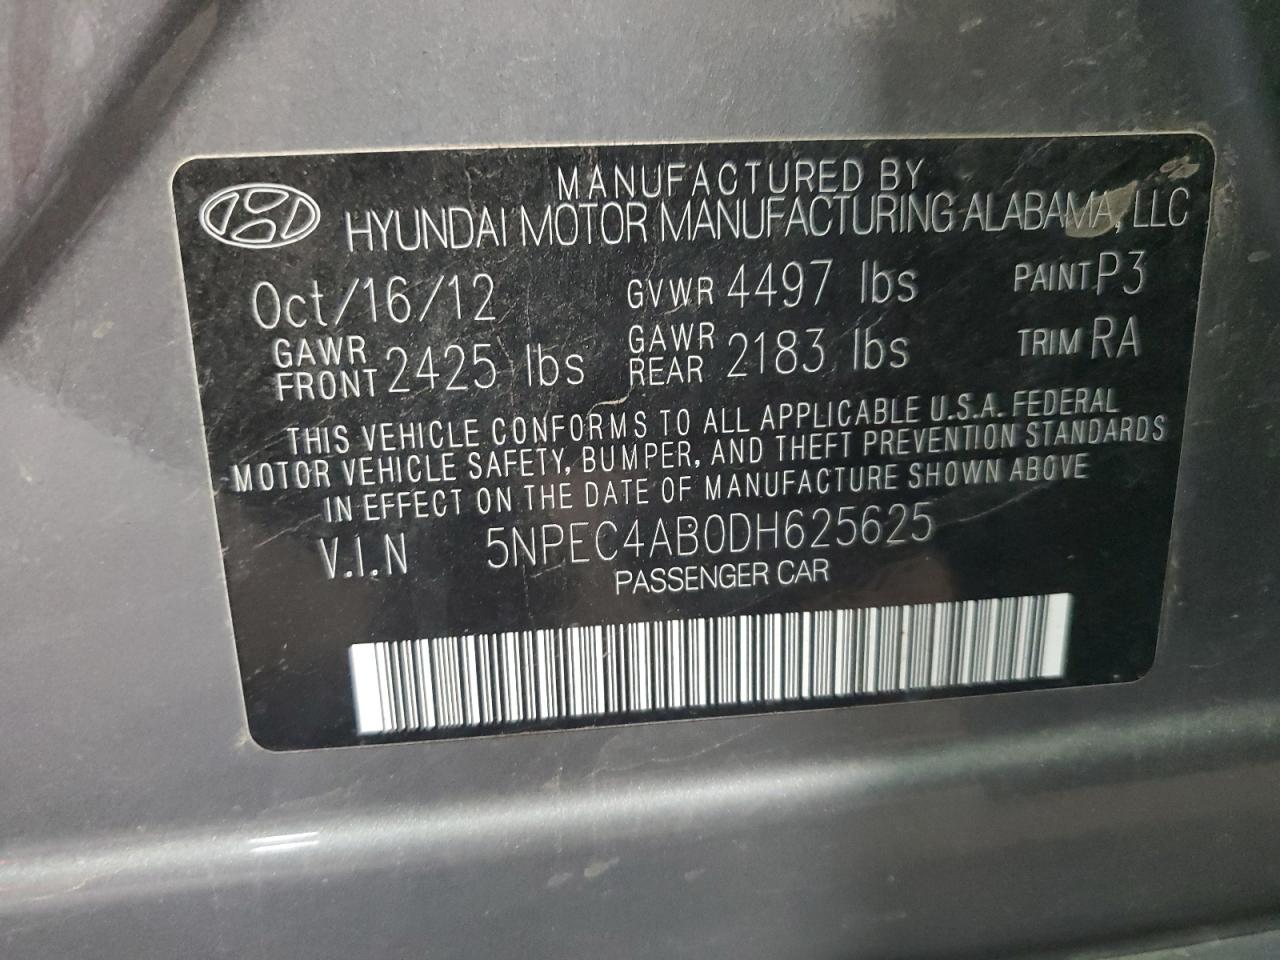 MANUFACTURED BY
HYUNDAI MOTOR MANUFACTURING ALABAMA, LLC
Oct/16/12 GVWR 4497 lbs PAINT P3
GAWR FRONT 2425 lbs GAWR REAR 2183 lbs TRIM RA
THIS VEHICLE CONFORMS TO ALL APPLICABLE U.S.A. FEDERAL
MOTOR VEHICLE SAFETY, BUMPER, AND THEFT PREVENTION STANDARDS
IN EFFECT ON THE DATE OF MANUFACTURE SHOWN ABOVE
V.I.N 5NPEC4AB0DH625625
PASSENGER CAR